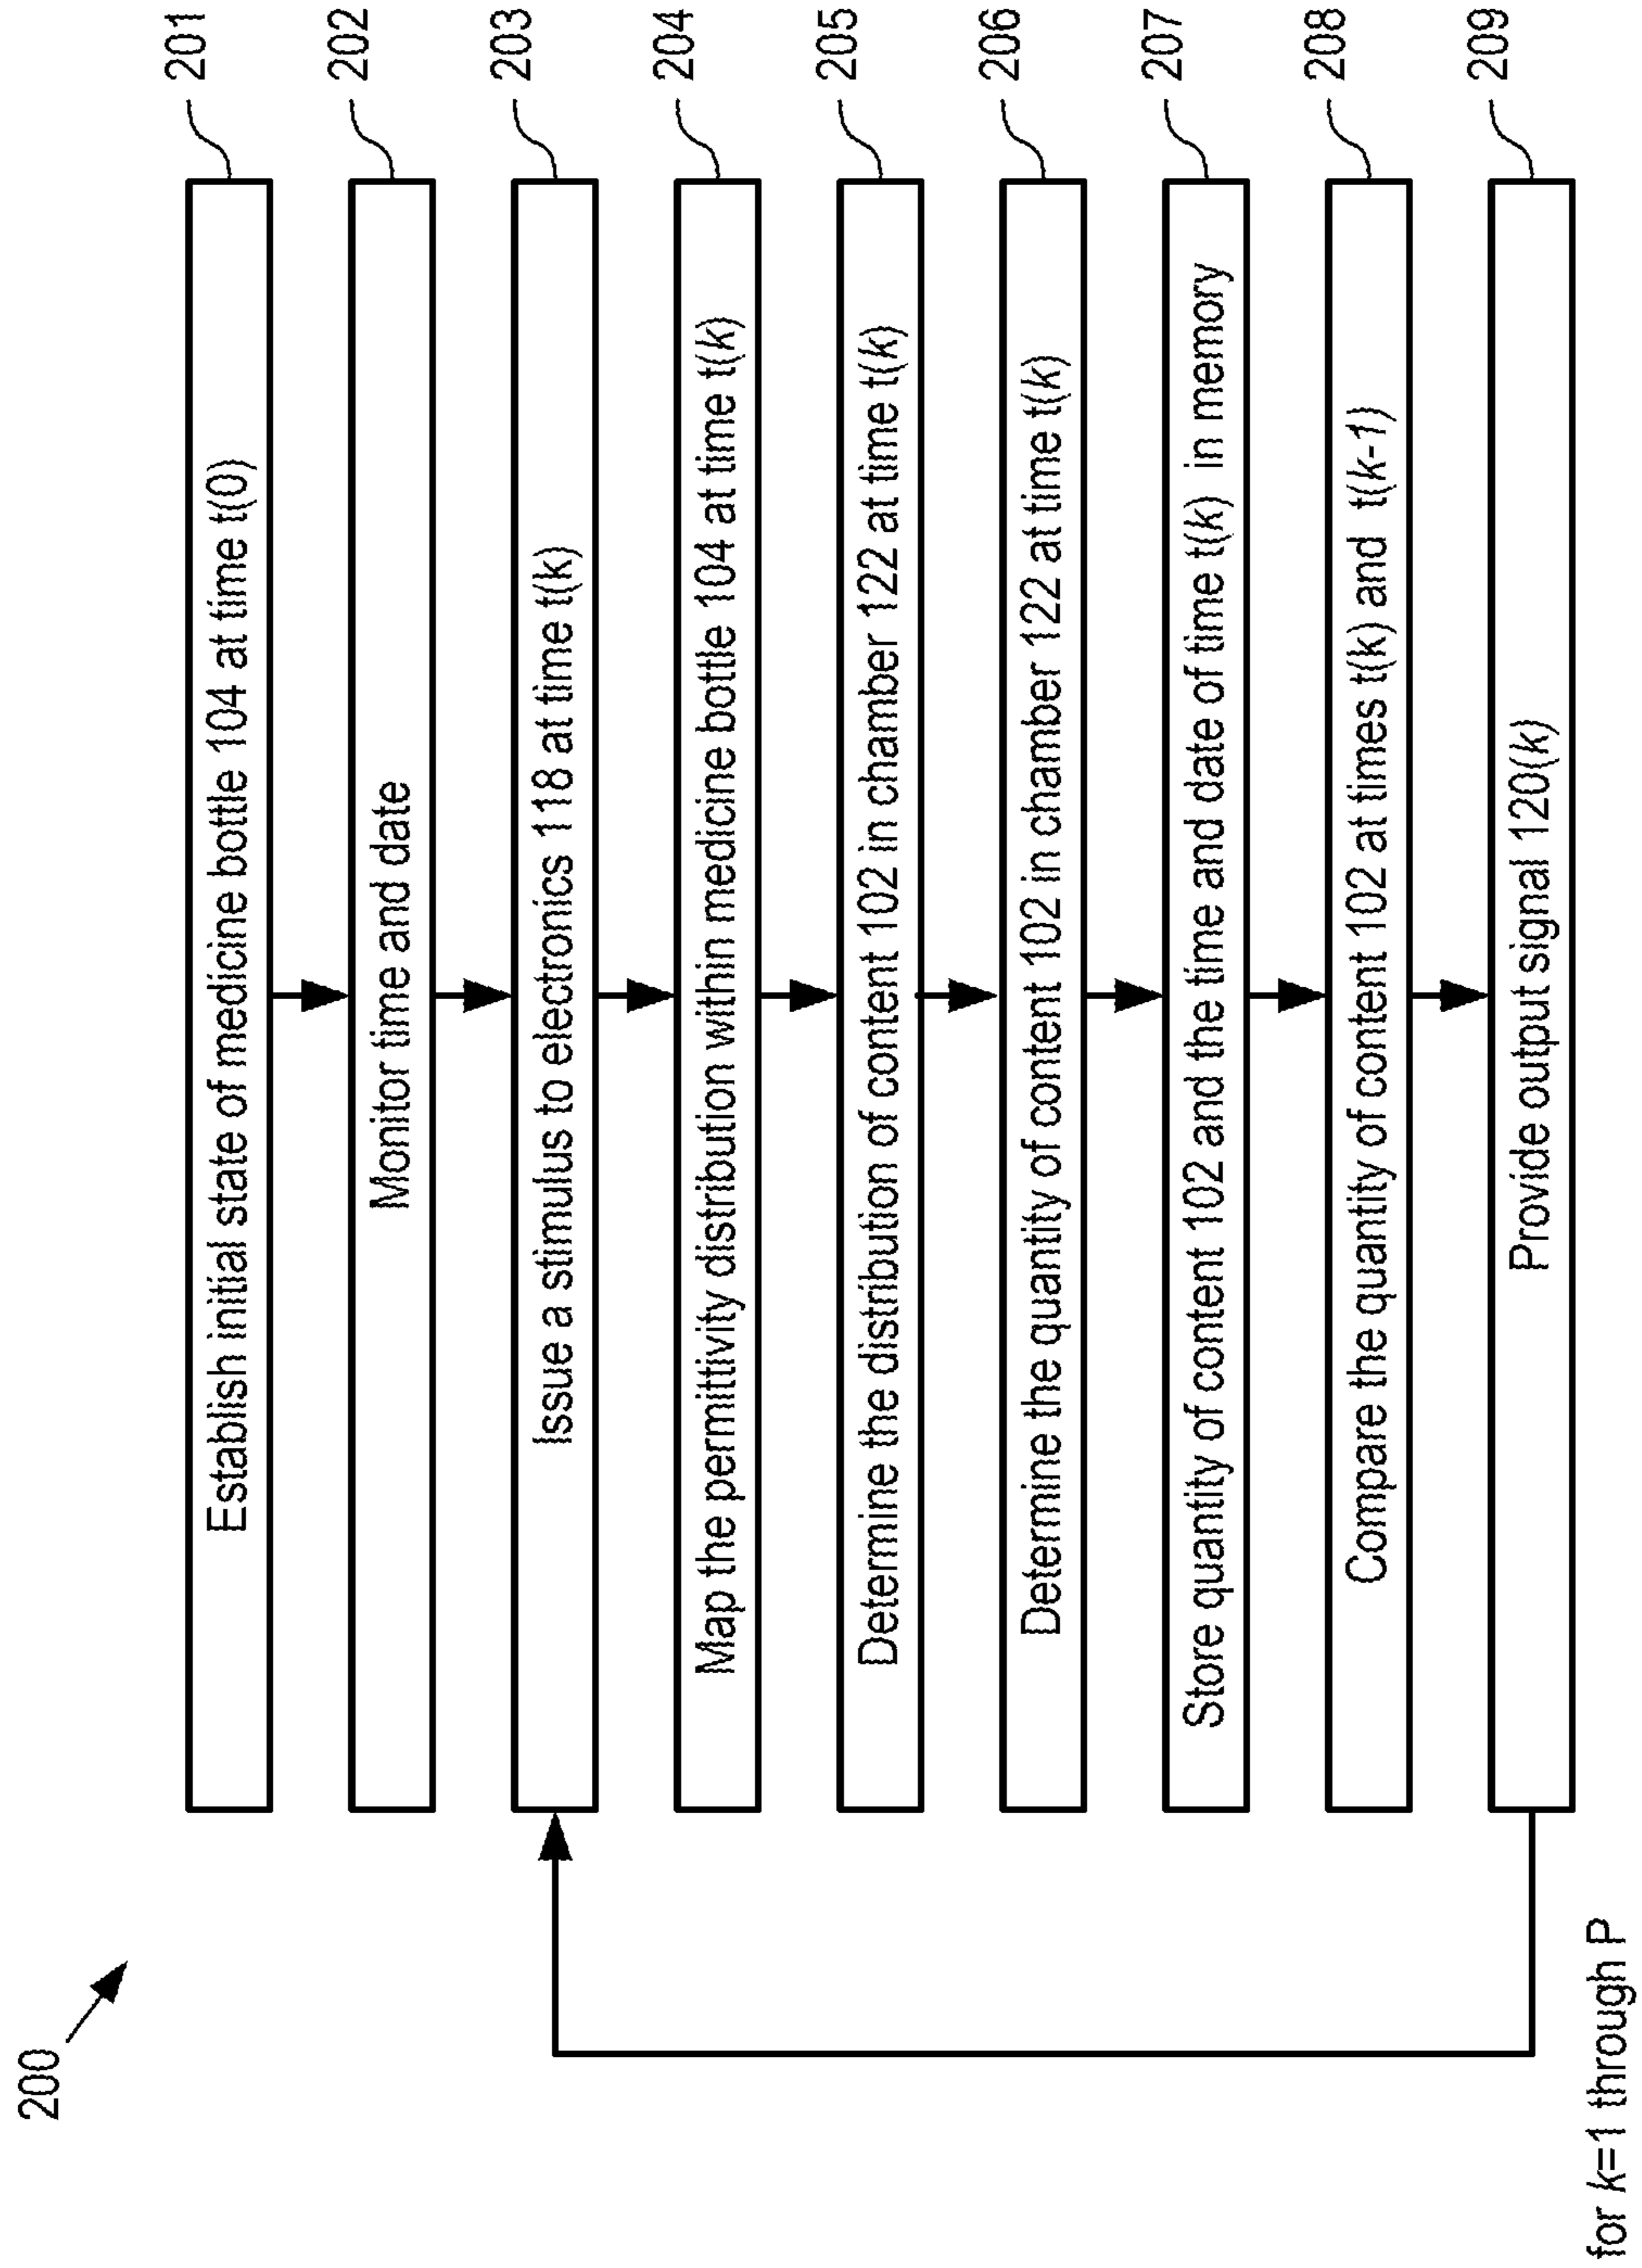 200
Establish initial state of medicine bottle 104 at time t(0)
201
Monitor time and date
202
Issue a stimulus to electronics 118 at time t(k)
203
Map the permittivity distribution within medicine bottle 104 at time t(k)
204
Determine the distribution of content 102 in chamber 122 at time t(k)
205
Determine the quantity of content 102 in chamber 122 at time t(k)
206
Store quantity of content 102 and the time and date of time t(k) in memory
207
Compare the quantity of content 102 at times t(k) and t(k-1)
208
Provide output signal 120(k)
209
for k=1 through P